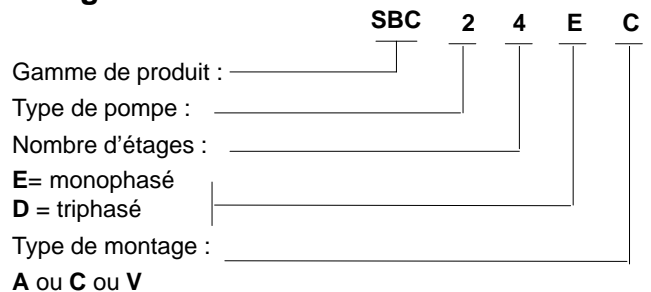 SBC 2 4 E C
Gamme de produit :
Type de pompe :
Nombre d’étages :
E= monophasé
D = triphasé
Type de montage :
A ou C ou V